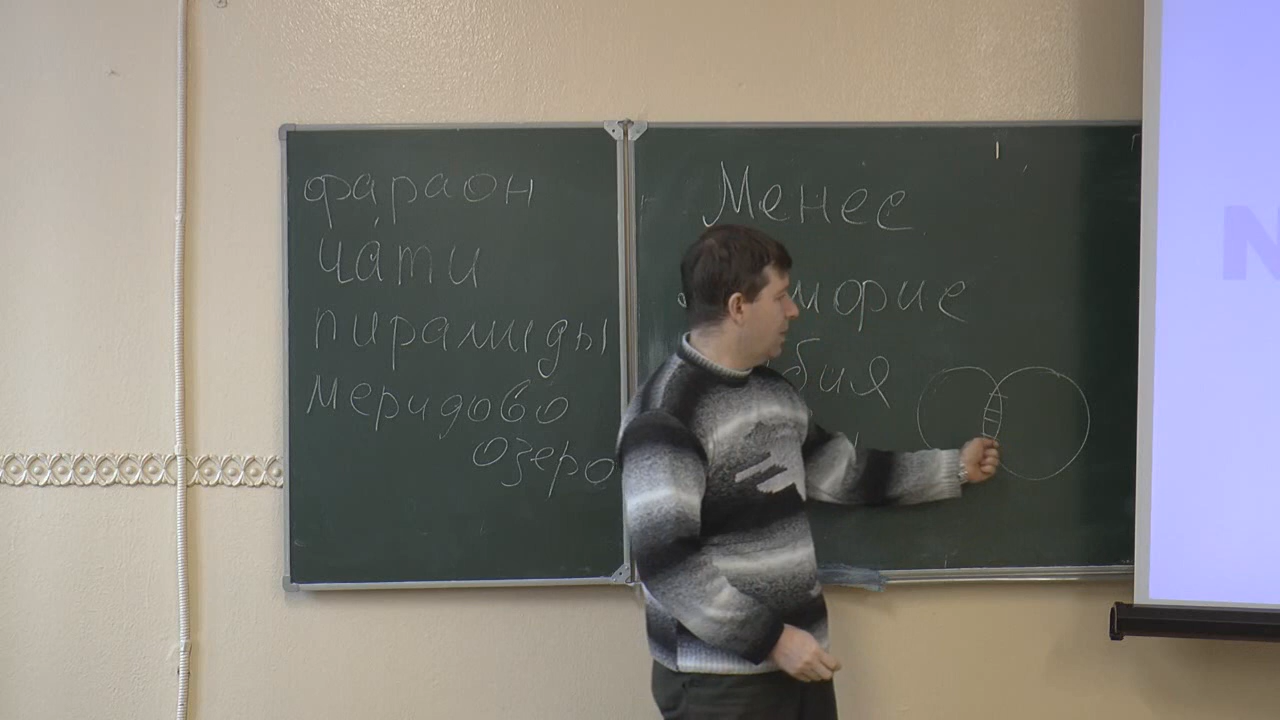 фараон
чати
пирамиды
меридово
озеро
Менес
N